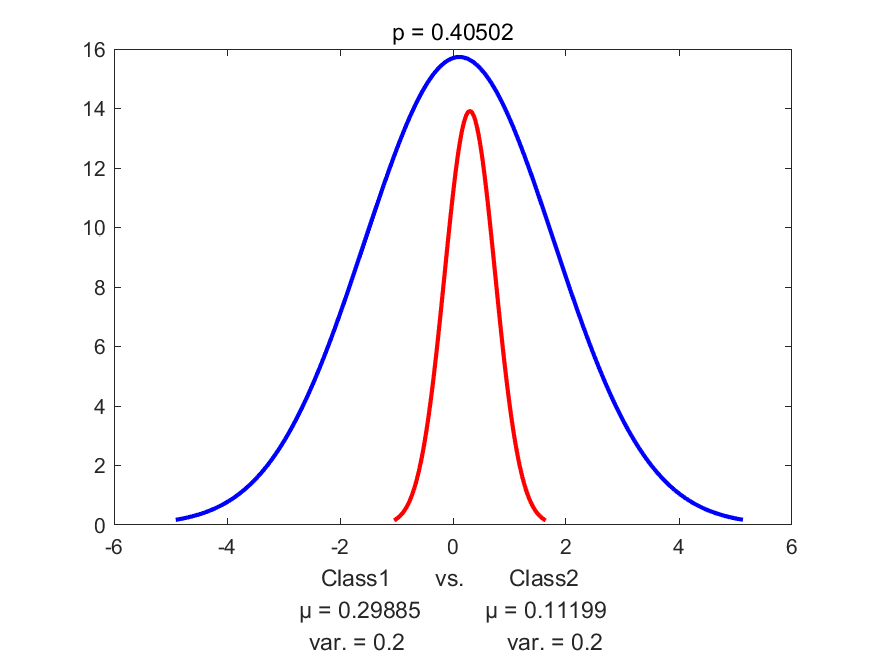 p = 0.40502
16
14
12
10
8
6
4
2
0
-6 -4 -2 0 2 4 6
Class1 vs. Class2
μ = 0.29885 μ = 0.11199
var. = 0.2 var. = 0.2